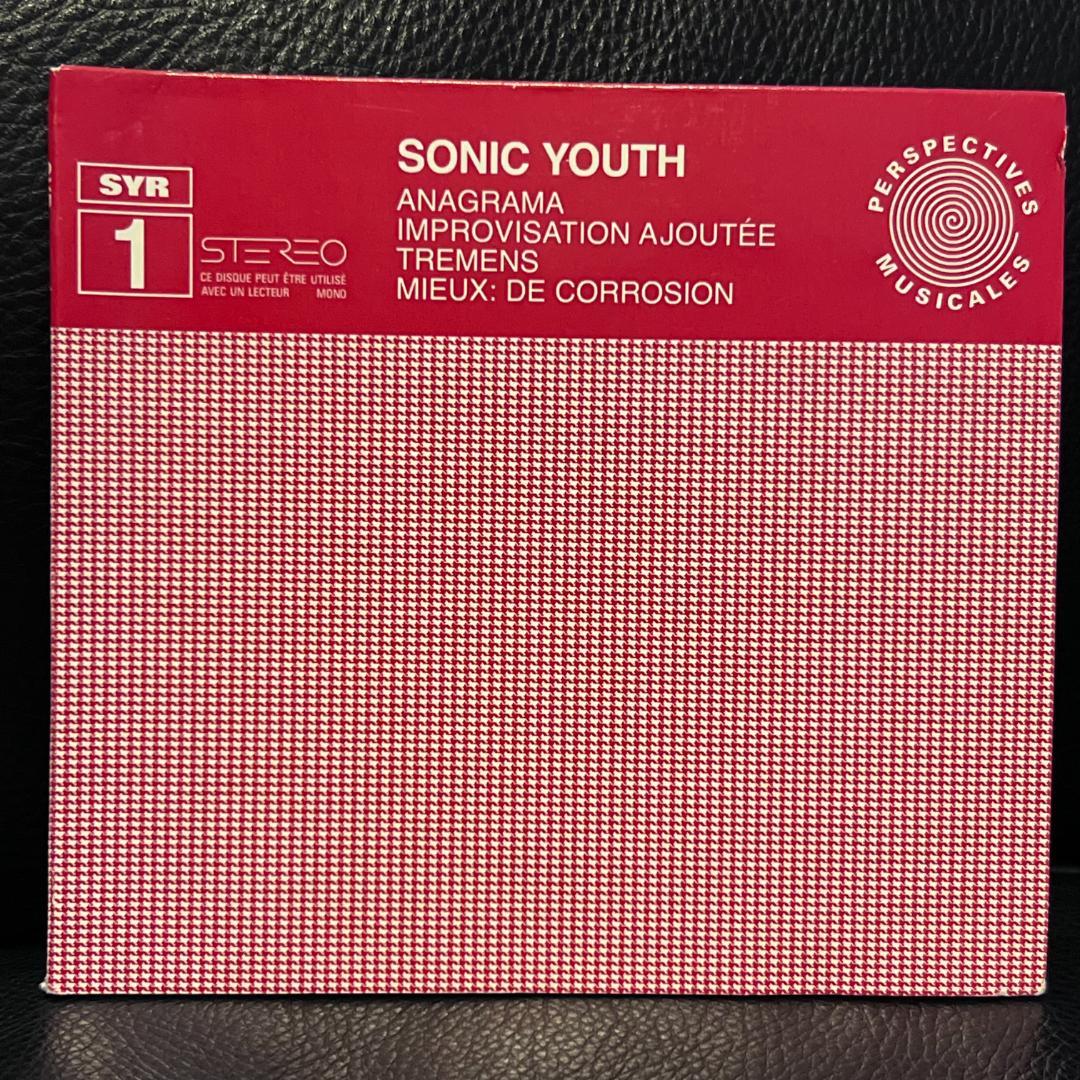 SYR
1
STEREO
CE DISQUE PEUT ÊTRE UTILISÉ
AVEC UN LECTEUR MONO
SONIC YOUTH
ANAGRAMA
IMPROVISATION AJOUTÉE
TREMENS
MIEUX: DE CORROSION
PERSPECTIVES
MUSICALES